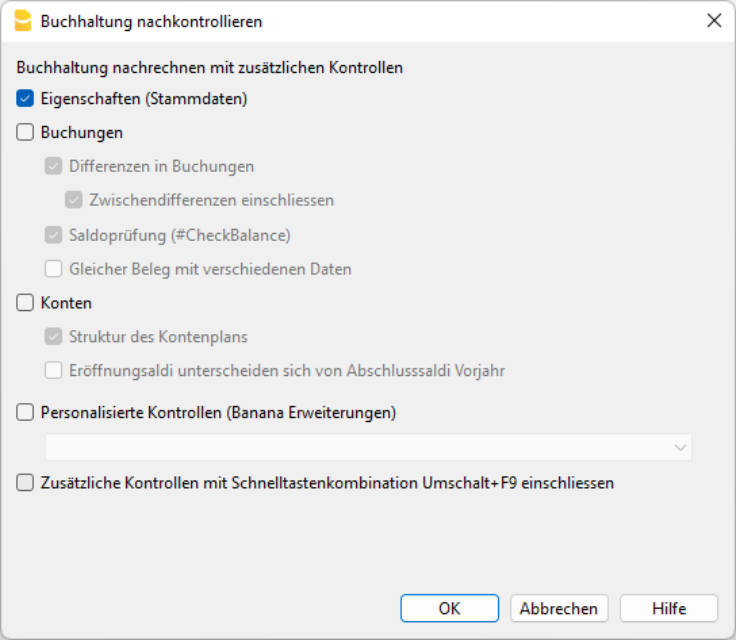 Buchhaltung nachkontrollieren
Buchhaltung nachrechnen mit zusätzlichen Kontrollen
Eigenschaften (Stammdaten)
Buchungen
Differenzen in Buchungen
Zwischendifferenzen einschliessen
Saldoprüfung (#CheckBalance)
Gleicher Beleg mit verschiedenen Daten
Konten
Struktur des Kontenplans
Eröffnungsaldi unterscheiden sich von Abschlusssaldi Vorjahr
Personalisierte Kontrollen (Banana Erweiterungen)
Zusätzliche Kontrollen mit Schnelltastenkombination Umschalt+F9 einschliessen
OK Abbrechen Hilfe